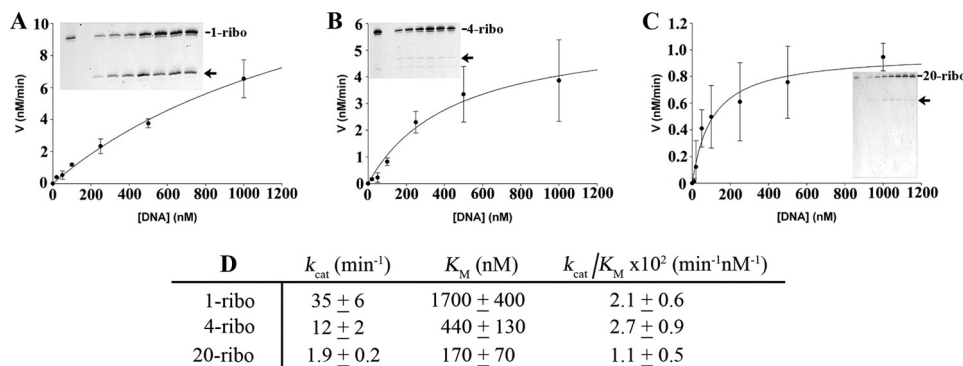 A
B
C
10
8
6
4
2
0
V (nM/min)
1-ribo
0 200 400 600 800 1000 1200
[DNA] (nM)
6
5
4
3
2
1
0
V (nM/min)
4-ribo
0 200 400 600 800 1000 1200
[DNA] (nM)
1.2
1.0
0.8
0.6
0.4
0.2
0
V (nM/min)
20-ribo
0 200 400 600 800 1000 1200
[DNA] (nM)
D kcat (min-1) KM (nM) kcat/KM x10² (min-1nM-1)
1-ribo 35 ± 6 1700 ± 400 2.1 ± 0.6
4-ribo 12 ± 2 440 ± 130 2.7 ± 0.9
20-ribo 1.9 ± 0.2 170 ± 70 1.1 ± 0.5